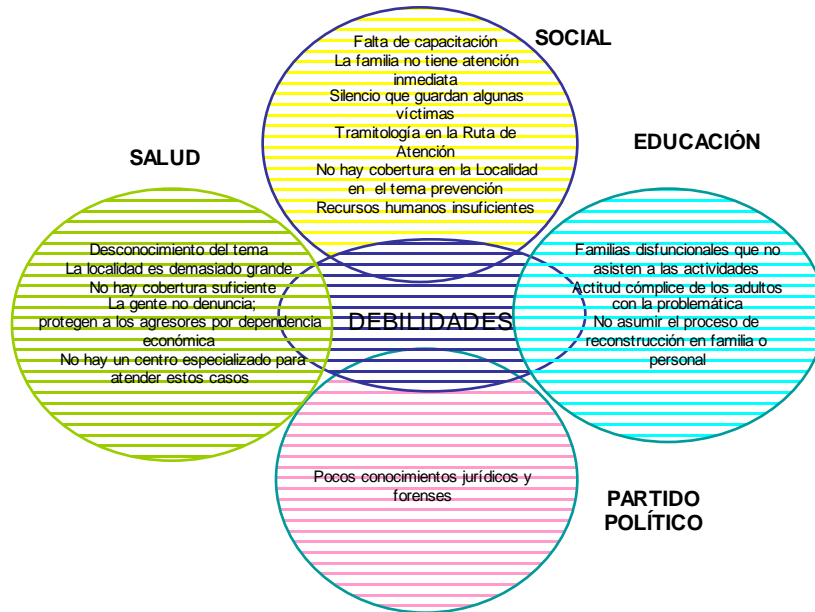 SOCIAL
Falta de capacitación
La familia no tiene atención
inmediata
Silencio que guardan algunas
víctimas
Tramitología en la Ruta de
Atención
No hay cobertura en la Localidad
en el tema prevención
Recursos humanos insuficientes
SALUD
Desconocimiento del tema
La localidad es demasiado grande
No hay cobertura suficiente
La gente no denuncia;
protegen a los agresores por dependencia
económica
No hay un centro especializado para
atender estos casos
DEBILIDADES
EDUCACIÓN
Familias disfuncionales que no
asisten a las actividades
Actitud cómplice de los adultos
con la problemática
No asumir el proceso de
reconstrucción en familia o
personal
Pocos conocimientos jurídicos y
forenses
PARTIDO
POLÍTICO